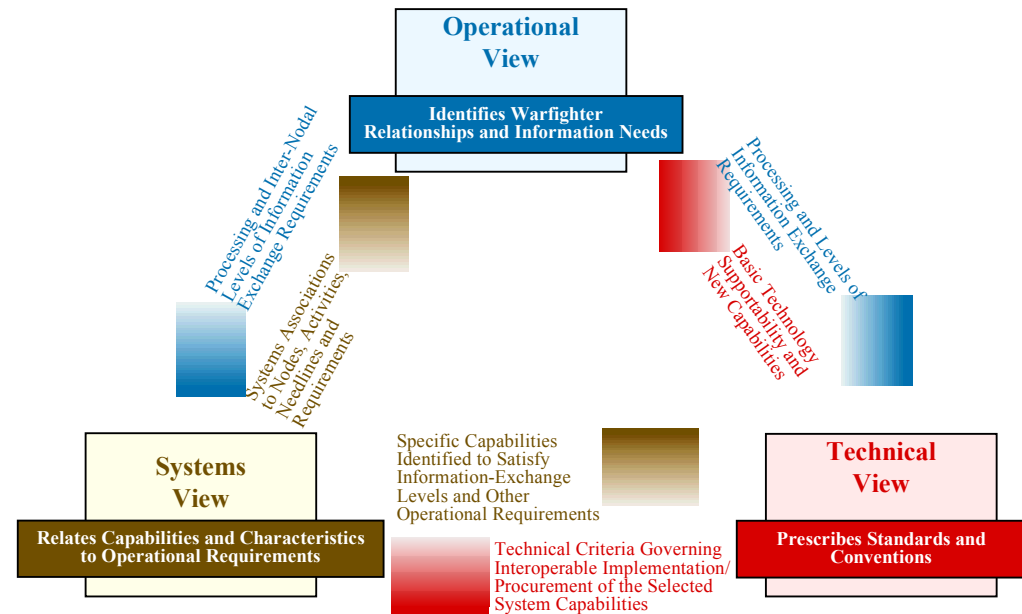 Operational
View
Identifies Warfighter
Relationships and Information Needs
Processing and Inter-Nodal
Levels of Information
Exchange Requirements
Systems Associations
to Nodes, Activities,
Needlines and
Requirements
Processing and Levels of
Information Exchange
Requirements
Basic Technology
Supportability and
New Capabilities
Systems
View
Relates Capabilities and Characteristics
to Operational Requirements
Specific Capabilities
Identified to Satisfy
Information-Exchange
Levels and Other
Operational Requirements
Technical Criteria Governing
Interoperable Implementation/
Procurement of the Selected
System Capabilities
Technical
View
Prescribes Standards and
Conventions